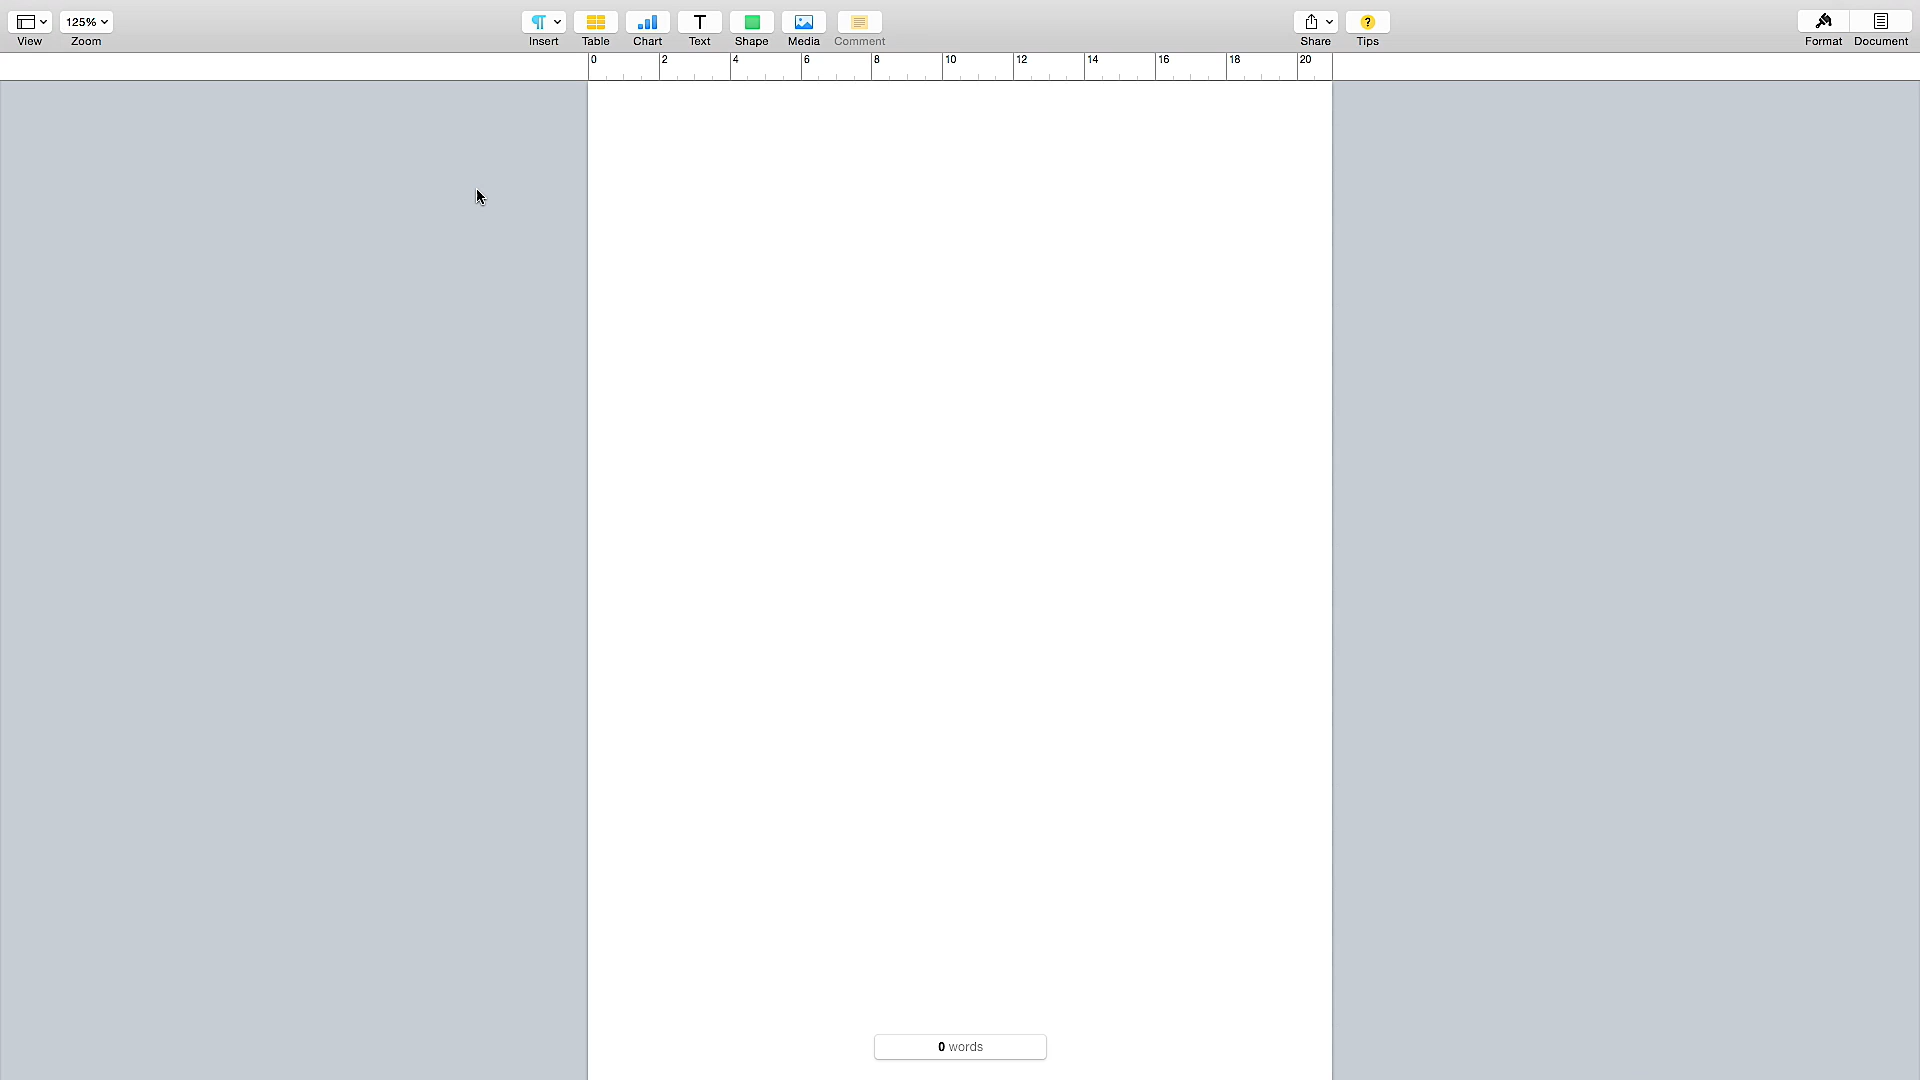 125%
T
?
View
Zoom
Insert
Table
Chart
Text
Shape
Media
Comment
Share
Tips
Format
Document
0 2 4 6 8 10 12 14 16 18 20
0 words